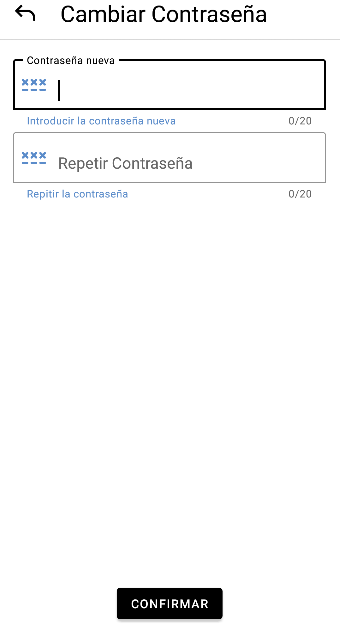 Cambiar Contraseña
Contraseña nueva
Introducir la contraseña nueva 0/20
Repetir Contraseña
Repitir la contraseña 0/20
CONFIRMAR